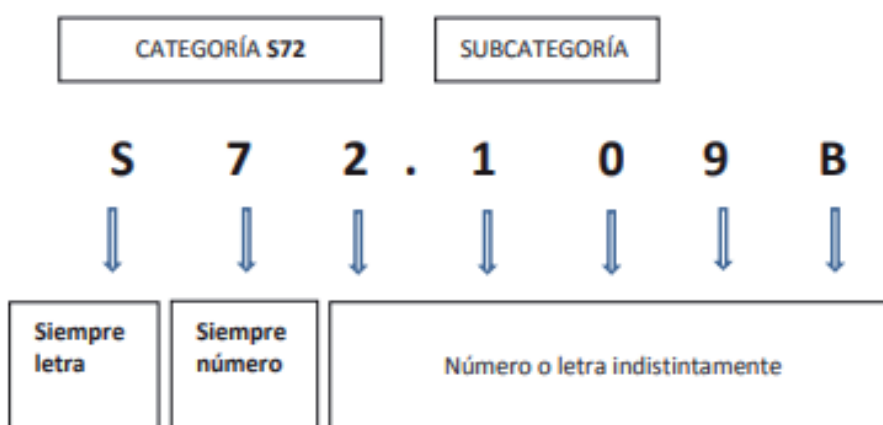 CATEGORÍA S72
SUBCATEGORÍA
S 7 2 . 1 0 9 B
Siempre
letra
Siempre
número
Número o letra indistintamente